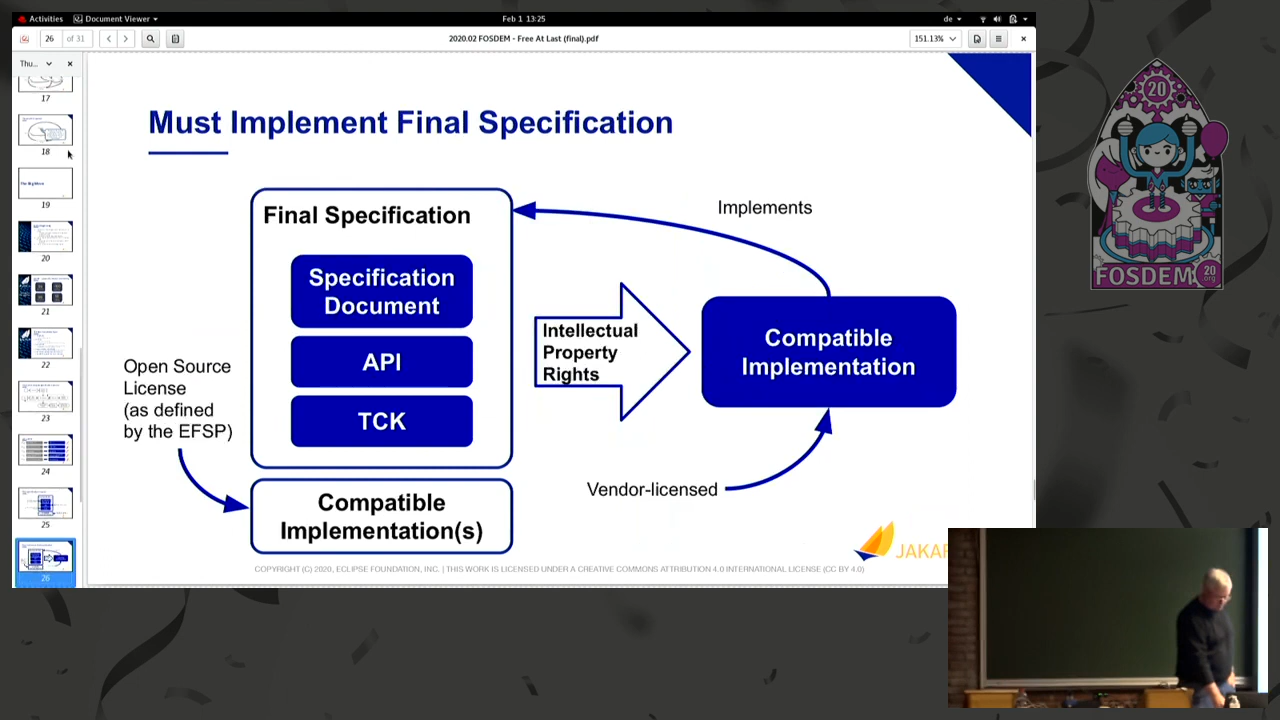 Activities
Document Viewer
Feb 1 13:25
de
26
of 31
2020.02 FOSDEM - Free At Last (final).pdf
151.13%
Thu...
17
18
19
20
21
22
23
24
25
26
Must Implement Final Specification
Final Specification
Specification
Document
API
TCK
Compatible
Implementation(s)
Open Source
License
(as defined
by the EFSP)
Intellectual
Property
Rights
Implements
Compatible
Implementation
Vendor-licensed
JAKAR
COPYRIGHT (C) 2020, ECLIPSE FOUNDATION, INC. | THIS WORK IS LICENSED UNDER A CREATIVE COMMONS ATTRIBUTION 4.0 INTERNATIONAL LICENSE (CC BY 4.0)
20
FOSDEM
20
.org